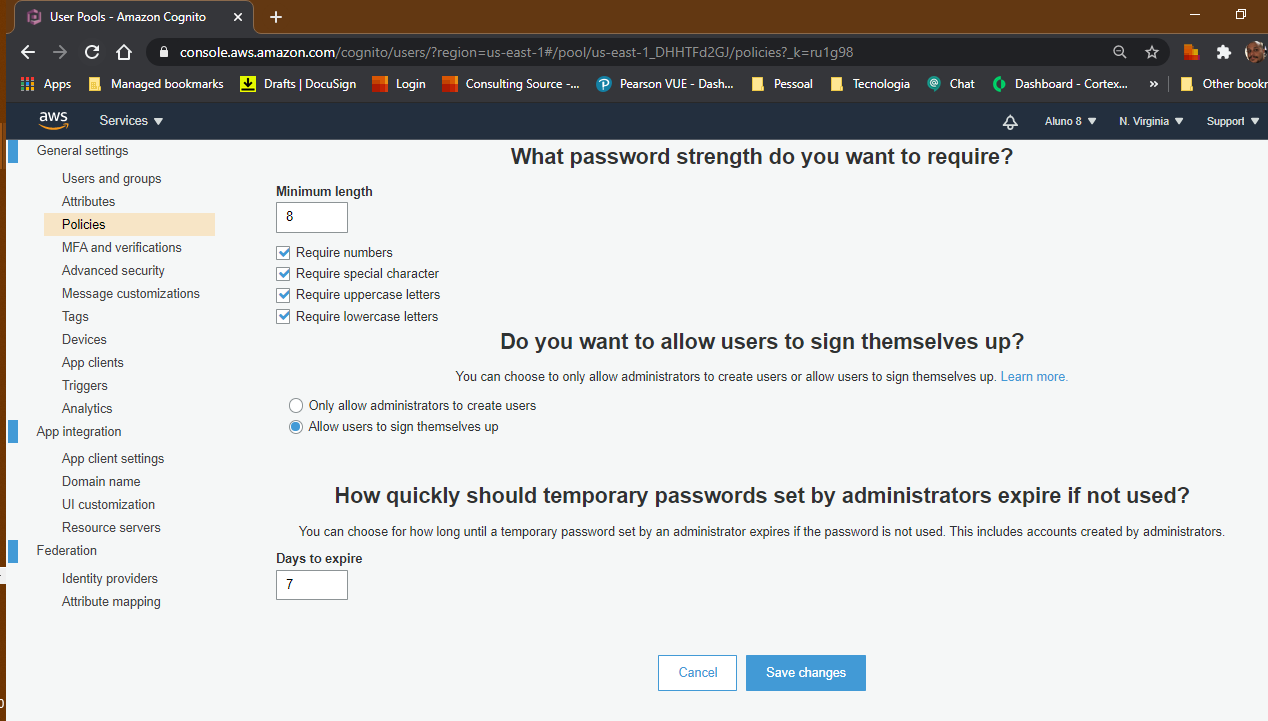 User Pools - Amazon Cognito
console.aws.amazon.com/cognito/users/?region=us-east-1#/pool/us-east-1_DHHTFd2GJ/policies?_k=ru1g98
Apps Managed bookmarks Drafts | DocuSign Login Consulting Source -... Pearson VUE - Dash... Pessoal Tecnologia Chat Dashboard - Cortex... » Other bookr
aws Services Aluno 8 N. Virginia Support
General settings
Users and groups
Attributes
Policies
MFA and verifications
Advanced security
Message customizations
Tags
Devices
App clients
Triggers
Analytics
App integration
App client settings
Domain name
UI customization
Resource servers
Federation
Identity providers
Attribute mapping
What password strength do you want to require?
Minimum length
8
Require numbers
Require special character
Require uppercase letters
Require lowercase letters
Do you want to allow users to sign themselves up?
You can choose to only allow administrators to create users or allow users to sign themselves up. Learn more.
Only allow administrators to create users
Allow users to sign themselves up
How quickly should temporary passwords set by administrators expire if not used?
You can choose for how long until a temporary password set by an administrator expires if the password is not used. This includes accounts created by administrators.
Days to expire
7
Cancel Save changes